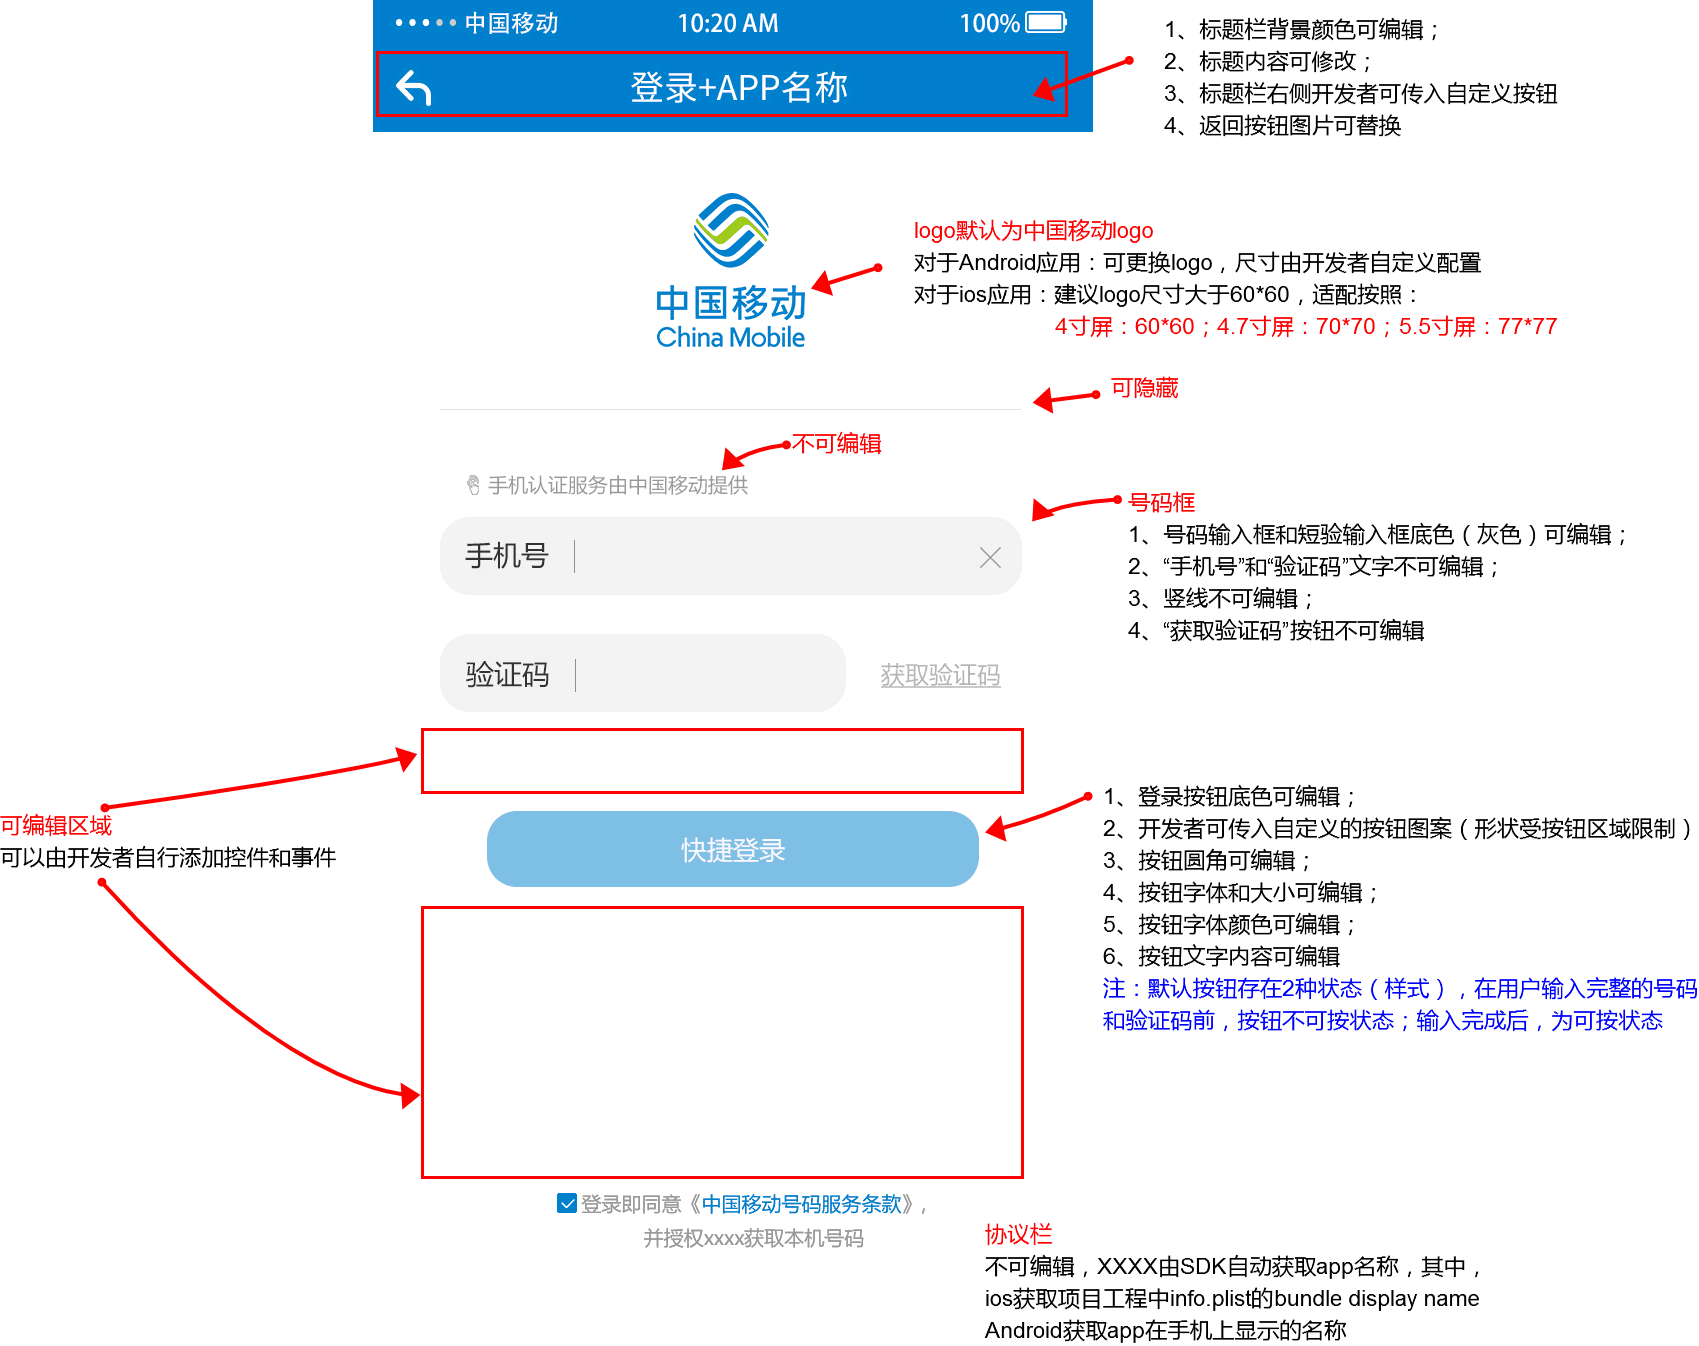 中国移动
10:20 AM
100%
登录+APP名称
1、标题栏背景颜色可编辑；
2、标题内容可修改；
3、标题栏右侧开发者可传入自定义按钮
4、返回按钮图片可替换
中国移动
China Mobile
logo默认为中国移动logo
对于Android应用：可更换logo，尺寸由开发者自定义配置
对于ios应用：建议logo尺寸大于60*60，适配按照：
4寸屏：60*60；4.7寸屏：70*70；5.5寸屏：77*77
可隐藏
不可编辑
手机认证服务由中国移动提供
手机号
号码框
1、号码输入框和短验输入框底色（灰色）可编辑；
2、“手机号”和“验证码”文字不可编辑；
3、竖线不可编辑；
4、“获取验证码”按钮不可编辑
验证码
获取验证码
可编辑区域
可以由开发者自行添加控件和事件
快捷登录
1、登录按钮底色可编辑；
2、开发者可传入自定义的按钮图案（形状受按钮区域限制）
3、按钮圆角可编辑；
4、按钮字体和大小可编辑；
5、按钮字体颜色可编辑；
6、按钮文字内容可编辑
注：默认按钮存在2种状态（样式），在用户输入完整的号码
和验证码前，按钮不可按状态；输入完成后，为可按状态
登录即同意《中国移动号码服务条款》,
并授权xxxx获取本机号码
协议栏
不可编辑，XXXX由SDK自动获取app名称，其中，
ios获取项目工程中info.plist的bundle display name
Android获取app在手机上显示的名称